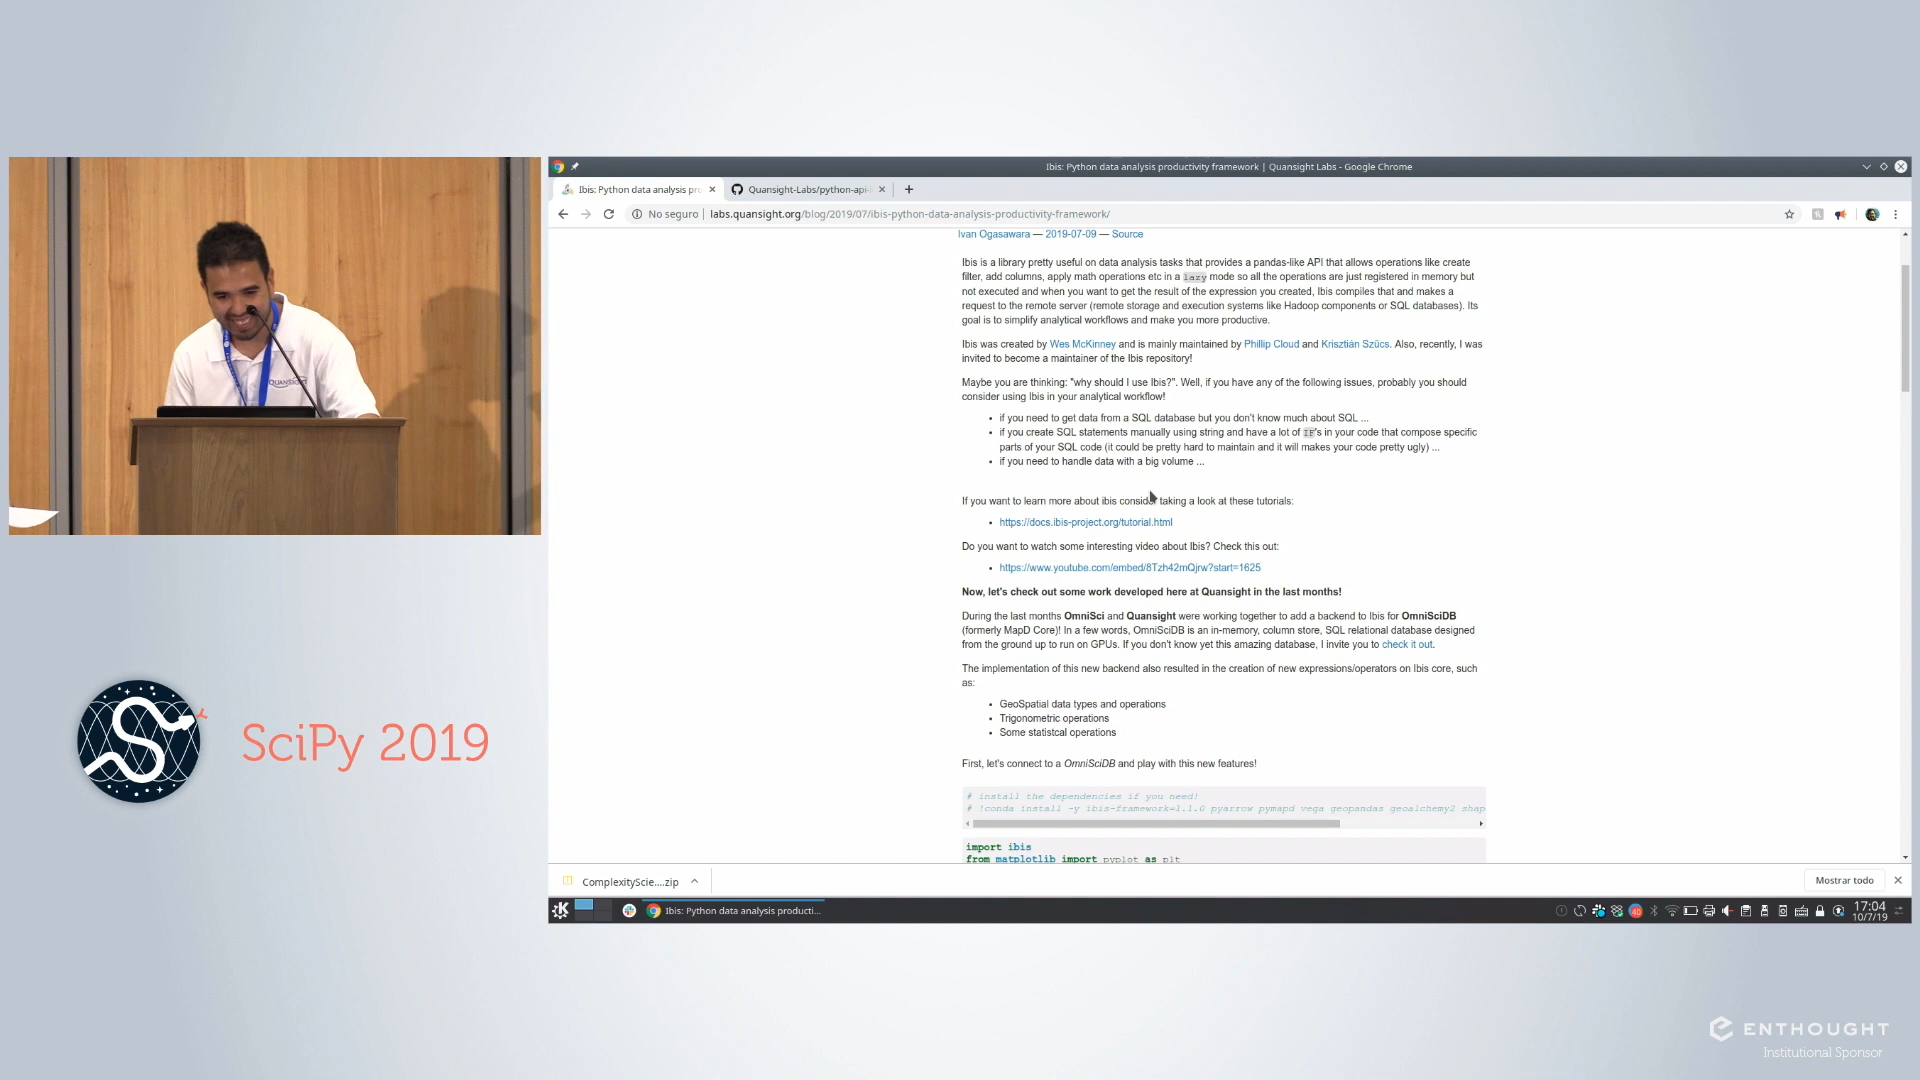 Ibis: Python data analysis productivity framework | Quansight Labs - Google Chrome
Ibis: Python data analysis pro
Quansight-Labs/python-api-
No seguro
labs.quansight.org/blog/2019/07/ibis-python-data-analysis-productivity-framework/
Ivan Ogasawara — 2019-07-09 — Source
Ibis is a library pretty useful on data analysis tasks that provides a pandas-like API that allows operations like create
filter, add columns, apply math operations etc in a lazy mode so all the operations are just registered in memory but
not executed and when you want to get the result of the expression you created, Ibis compiles that and makes a
request to the remote server (remote storage and execution systems like Hadoop components or SQL databases). Its
goal is to simplify analytical workflows and make you more productive.
Ibis was created by Wes McKinney and is mainly maintained by Phillip Cloud and Krisztián Szűcs. Also, recently, I was
invited to become a maintainer of the Ibis repository!
Maybe you are thinking: "why should I use Ibis?". Well, if you have any of the following issues, probably you should
consider using Ibis in your analytical workflow!
• if you need to get data from a SQL database but you don't know much about SQL ...
• if you create SQL statements manually using string and have a lot of IF's in your code that compose specific
parts of your SQL code (it could be pretty hard to maintain and it will makes your code pretty ugly) ...
• if you need to handle data with a big volume ...
If you want to learn more about ibis consider taking a look at these tutorials:
• https://docs.ibis-project.org/tutorial.html
Do you want to watch some interesting video about Ibis? Check this out:
• https://www.youtube.com/embed/8Tzh42mQjrw?start=1625
Now, let's check out some work developed here at Quansight in the last months!
During the last months OmniSci and Quansight were working together to add a backend to Ibis for OmniSciDB
(formerly MapD Core)! In a few words, OmniSciDB is an in-memory, column store, SQL relational database designed
from the ground up to run on GPUs. If you don't know yet this amazing database, I invite you to check it out.
The implementation of this new backend also resulted in the creation of new expressions/operators on Ibis core, such
as:
• GeoSpatial data types and operations
• Trigonometric operations
• Some statistcal operations
First, let's connect to a OmniSciDB and play with this new features!
# install the dependencies if you need!
# !conda install -y ibis-framework=1.1.0 pyarrow pymapd vega geopandas geoalchemy2 shap
import ibis
from matplotlib import pyplot as plt
ComplexityScie....zip
Mostrar todo
Ibis: Python data analysis producti...
40
17:04
10/7/19
QUANSIGHT
SciPy 2019
ENTHOUGHT
Institutional Sponsor